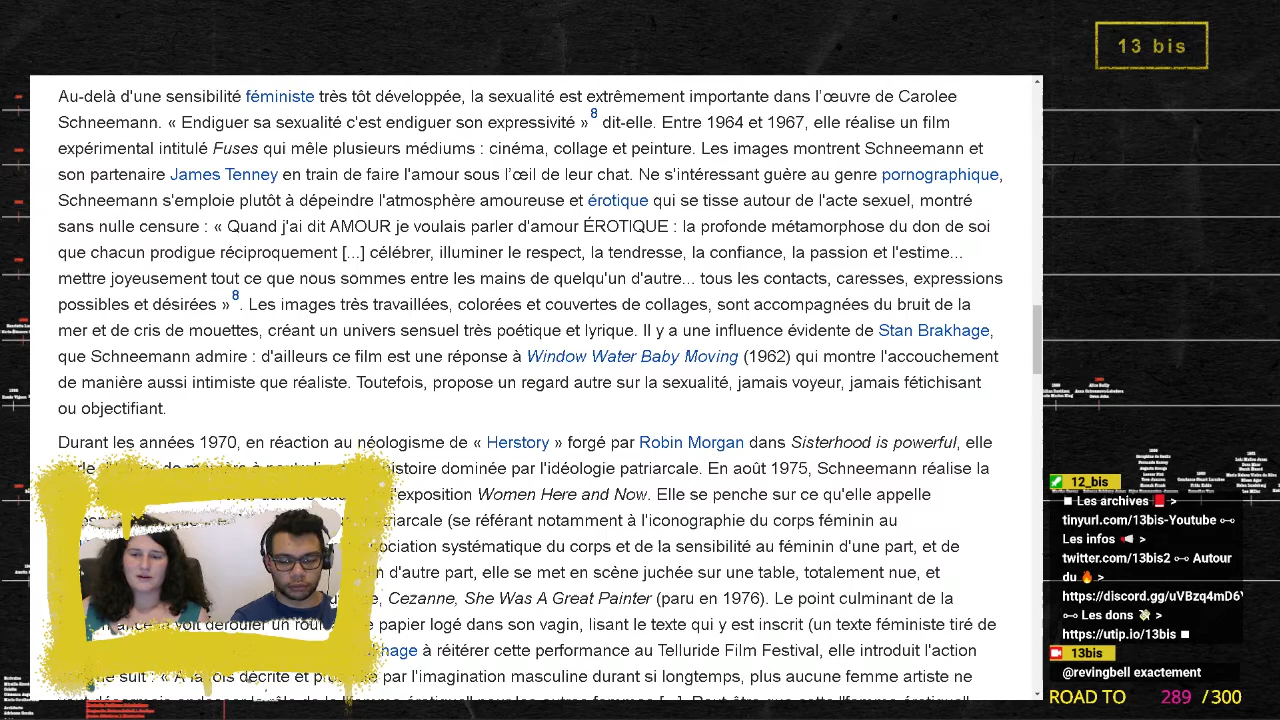 13 bis
Au-delà d'une sensibilité féministe très tôt développée, la sexualité est extrêmement importante dans l'œuvre de Carolee
Schneemann. « Endiguer sa sexualité c'est endiguer son expressivité »8 dit-elle. Entre 1964 et 1967, elle réalise un film
expérimental intitulé Fuses qui mêle plusieurs médiums : cinéma, collage et peinture. Les images montrent Schneemann et
son partenaire James Tenney en train de faire l'amour sous l'œil de leur chat. Ne s'intéressant guère au genre pornographique,
Schneemann s'emploie plutôt à dépeindre l'atmosphere amoureuse et érotique qui se tisse autour de l'acte sexuel, montré
sans nulle censure : « Quand j'ai dit AMOUR je voulais parler d'amour ÉROTIQUE : la profonde métamorphose du don de soi
que chacun prodigue réciproquement [...] célébrer, illuminer le respect, la tendresse, la confiance, la passion et l'estime...
mettre joyeusement tout ce que nous sommes entre les mains de quelqu'un d'autre... tous les contacts, caresses, expressions
possibles et désirées »8. Les images très travaillées, colorées et couvertes de collages, sont accompagnées du bruit de la
mer et de cris de mouettes, créant un univers sensitif très poétique et lyrique. Il y a une influence évidente de Stan Brakhage,
que Schneemann admire : d'ailleurs ce film est une réponse à Window Water Baby Moving (1962) qui montre l'accouchement
de manière aussi intimiste que réaliste. Toutefois, propose un regard autre sur la sexualité, jamais voyeur, jamais fétichisant
ou objectifiant.
Durant les années 1970, en réaction au néologisme de « Herstory » forgé par Robin Morgan dans Sisterhood is powerful, elle
histoire dominée par l'idéologie patriarcale. En août 1975, Schneemann réalise la
Women Here and Now. Elle se penche sur ce qu'elle appelle
triarcale (se référant notamment à l'iconographie du corps féminin au
ociation systématique du corps et de la sensibilité au féminin d'une part, et de
n d'autre part, elle se met en scène juchée sur une table, totalement nue, et
Cezanne, She Was A Great Painter (paru en 1976). Le point culminant de la
voit dérouler un rouleau de papier logé dans son vagin, lisant le texte qui y est inscrit (un texte féministe tiré de
hage à réitérer cette performance au Telluride Film Festival, elle introduit l'action
suit : « par l'imagination masculine durant si longtemps, plus aucune femme artiste ne
12_bis
Les archives >
tinyurl.com/13bis-Youtube
Les infos >
twitter.com/13bis2 Autour
du >
https://discord.gg/uVBzq4mD6
Les dons >
https://utip.io/13bis
13bis
@revingbell exactement
ROAD TO 289 / 300